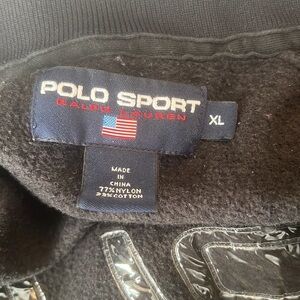 POLO SPORT
RALPH LAUREN
XL
MADE
IN
CHINA
77% NYLON
23% COTTON